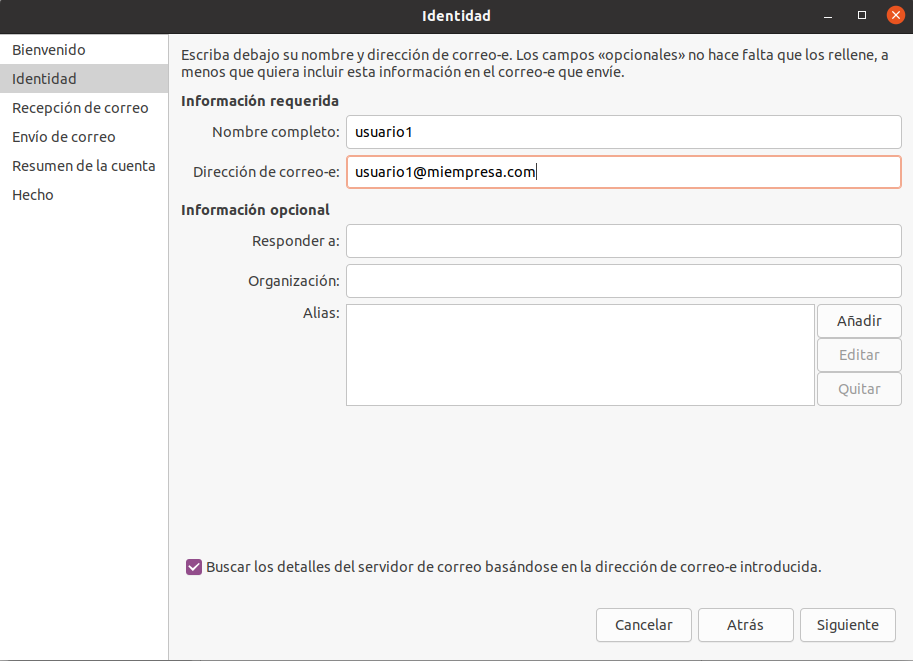 Identidad
Bienvenido
Identidad
Recepción de correo
Envío de correo
Resumen de la cuenta
Hecho
Escriba debajo su nombre y dirección de correo-e. Los campos «opcionales» no hace falta que los rellene, a
menos que quiera incluir esta información en el correo-e que envíe.
Información requerida
Nombre completo: usuario1
Dirección de correo-e: usuario1@miempresa.com
Información opcional
Responder a:
Organización:
Alias:
Añadir
Editar
Quitar
Buscar los detalles del servidor de correo basándose en la dirección de correo-e introducida.
Cancelar Atrás Siguiente